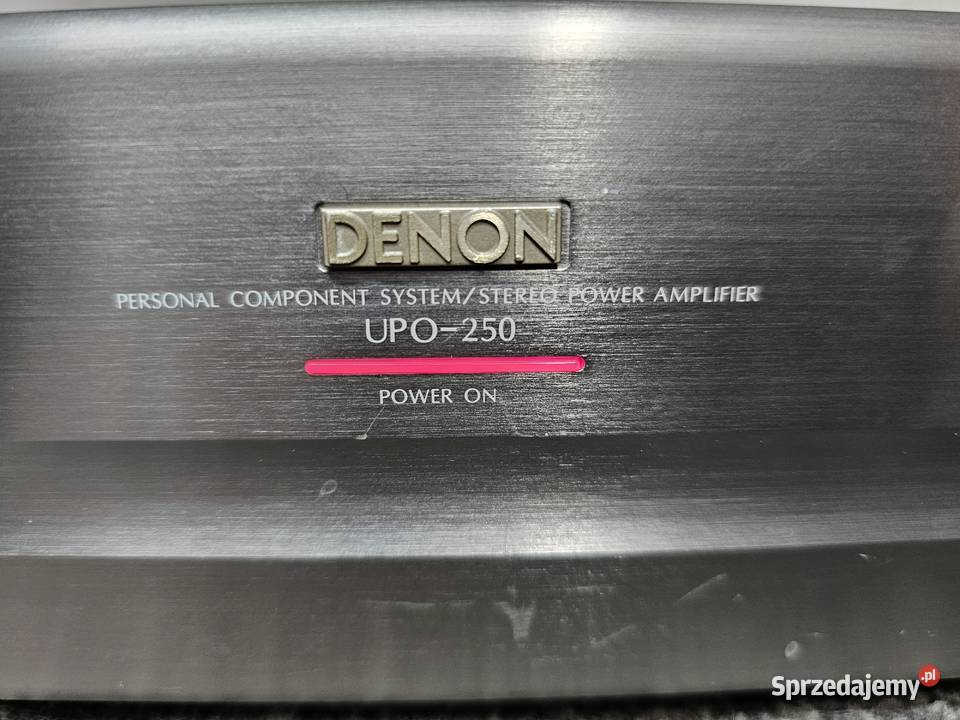 DENON
PERSONAL COMPONENT SYSTEM/STEREO POWER AMPLIFIER
UPO-250
POWER ON
Sprzedajemy.pl